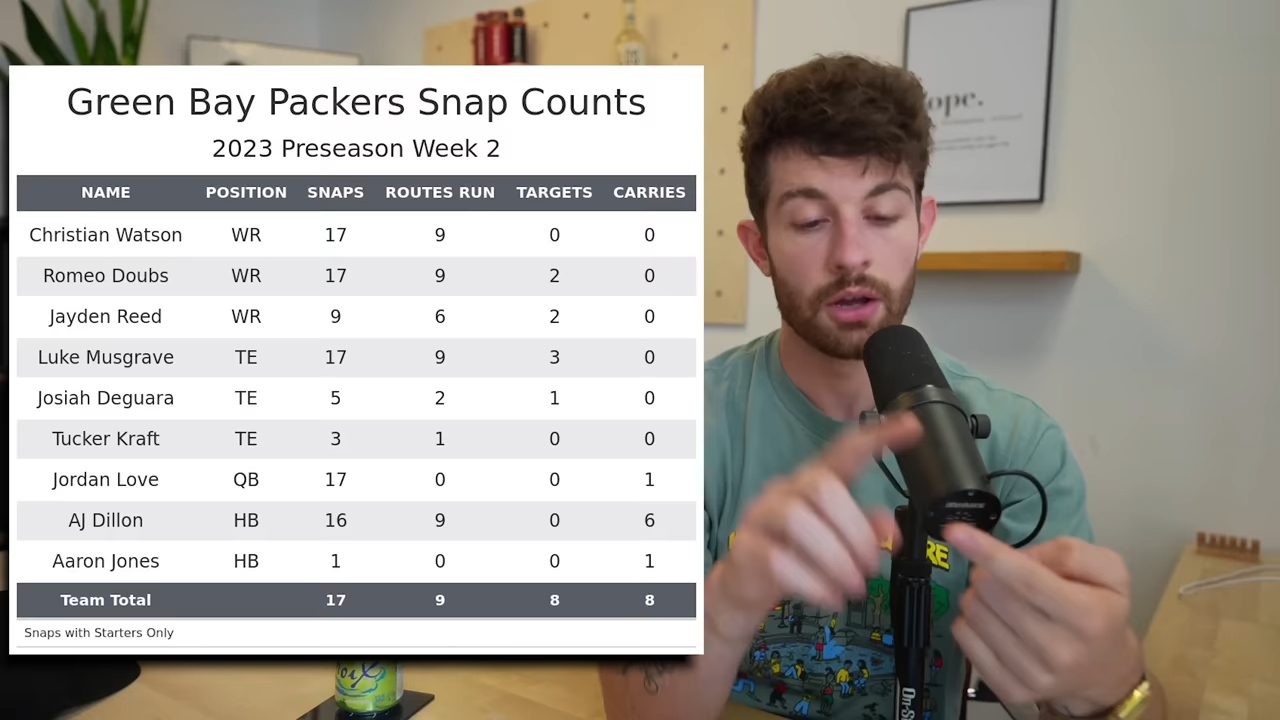 Green Bay Packers Snap Counts
2023 Preseason Week 2
NAME POSITION SNAPS ROUTES RUN TARGETS CARRIES
Christian Watson WR 17 9 0 0
Romeo Doubs WR 17 9 2 0
Jayden Reed WR 9 6 2 0
Luke Musgrave TE 17 9 3 0
Josiah Deguara TE 5 2 1 0
Tucker Kraft TE 3 1 0 0
Jordan Love QB 17 0 0 1
AJ Dillon HB 16 9 0 6
Aaron Jones HB 1 0 0 1
Team Total 17 9 8 8
Snaps with Starters Only
ope.
RE